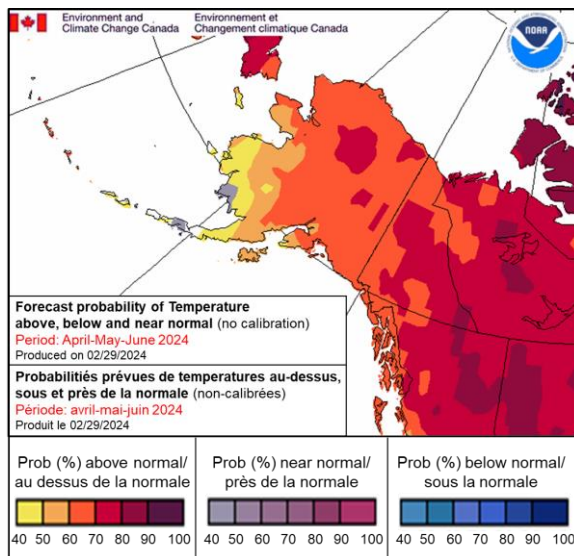 Environment and
Climate Change Canada
Environnement et
Changement climatique Canada
NOAA
Forecast probability of Temperature
above, below and near normal (no calibration)
Period: April-May-June 2024
Produced on 02/29/2024
Probabilitiés prévues de temperatures au-dessus,
sous et près de la normale (non-calibrées)
Période: avril-mai-juin 2024
Produit le 02/29/2024
Prob (%) above normal/
au dessus de la normale
40 50 60 70 80 90 100
Prob (%) near normal/
près de la normale
40 50 60 70 80 90 100
Prob (%) below normal/
sous la normale
40 50 60 70 80 90 100